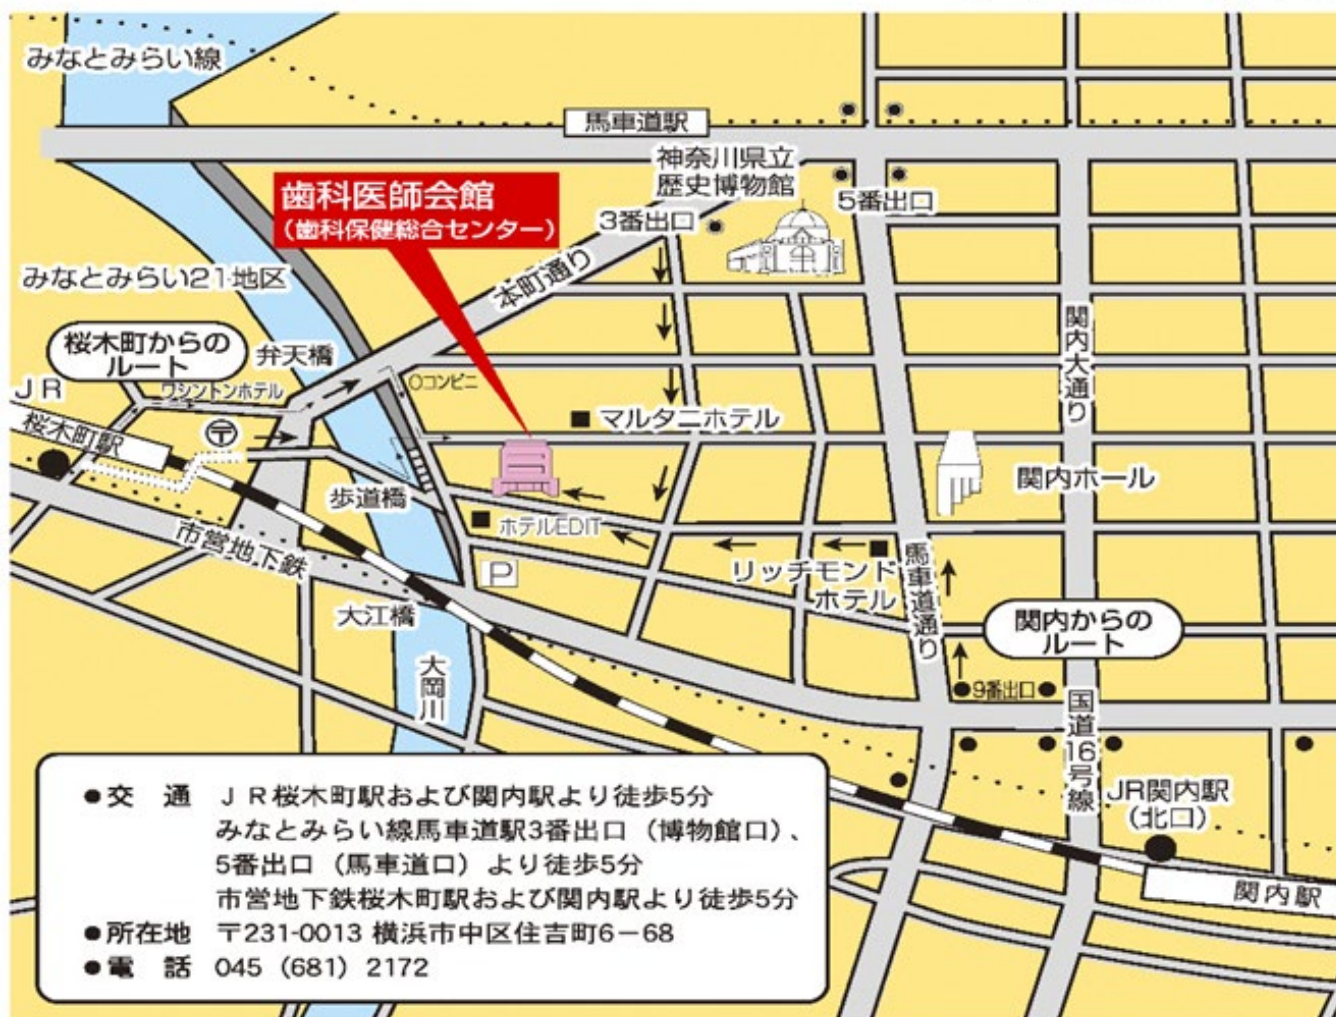 みなとみらい線
馬車道駅
神奈川県立
歴史博物館
歯科医師会館
（歯科保健総合センター）
3番出口
5番出口
みなとみらい21地区
本町通り
桜木町からの
ルート
弁天橋
関内大通り
JR
ワシントンホテル
○コンビニ
桜木町駅
〒
マルタニホテル
関内ホール
歩道橋
ホテルEDIT
市営地下鉄
P
リッチモンド
ホテル
馬車道通り
大江橋
関内からの
ルート
大岡川
9番出口
国道16号線
●交　通　ＪＲ桜木町駅および関内駅より徒歩5分
みなとみらい線馬車道駅3番出口（博物館口）、
5番出口（馬車道口）より徒歩5分
市営地下鉄桜木町駅および関内駅より徒歩5分
●所在地　〒231-0013 横浜市中区住吉町6－68
●電　話　045（681）2172
JR関内駅
（北口）
関内駅